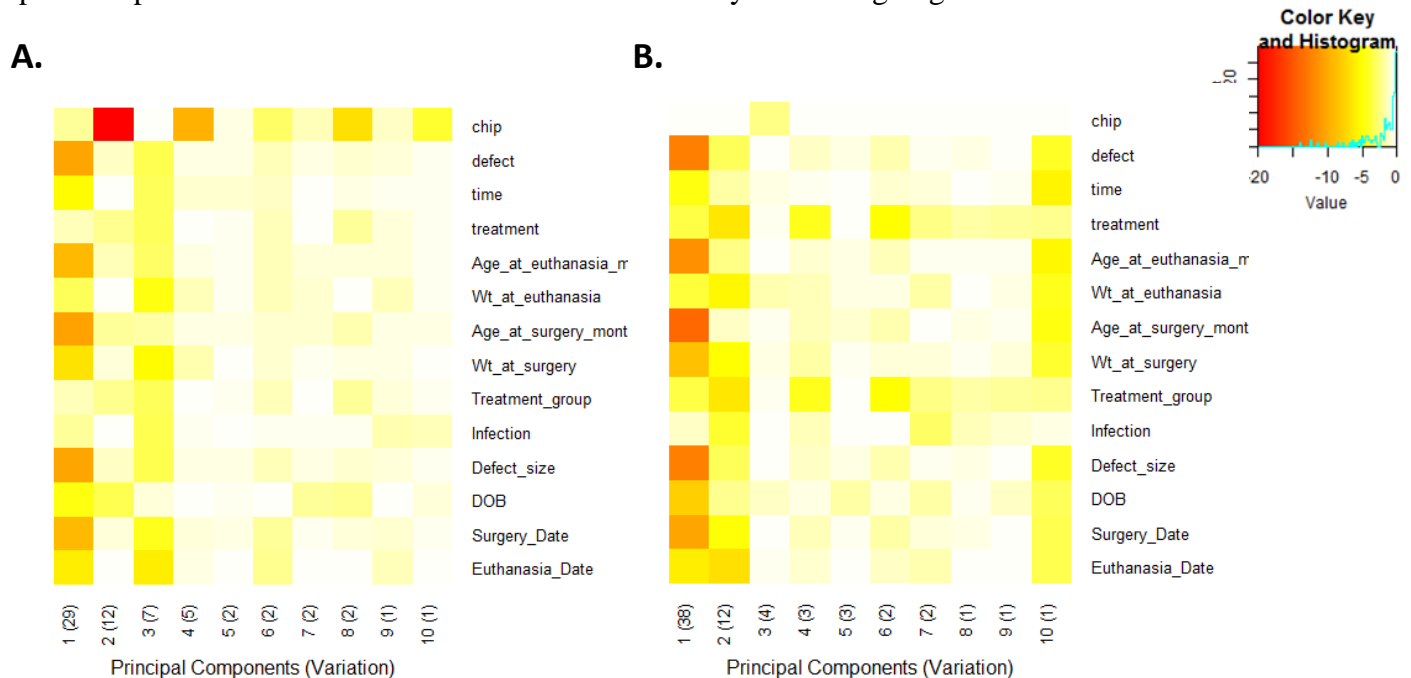 Color Key
and Histogram
A.
B.
20
-20 -10 -5 0
Value
chip
defect
time
treatment
Age_at_euthanasia_m
Wt_at_euthanasia
Age_at_surgery_mont
Wt_at_surgery
Treatment_group
Infection
Defect_size
DOB
Surgery_Date
Euthanasia_Date
1 (29)
2 (12)
3 (7)
4 (5)
5 (2)
6 (2)
7 (2)
8 (2)
9 (1)
10 (1)
Principal Components (Variation)
chip
defect
time
treatment
Age_at_euthanasia_m
Wt_at_euthanasia
Age_at_surgery_mont
Wt_at_surgery
Treatment_group
Infection
Defect_size
DOB
Surgery_Date
Euthanasia_Date
1 (38)
2 (12)
3 (4)
4 (3)
5 (3)
6 (2)
7 (2)
8 (1)
9 (1)
10 (1)
Principal Components (Variation)